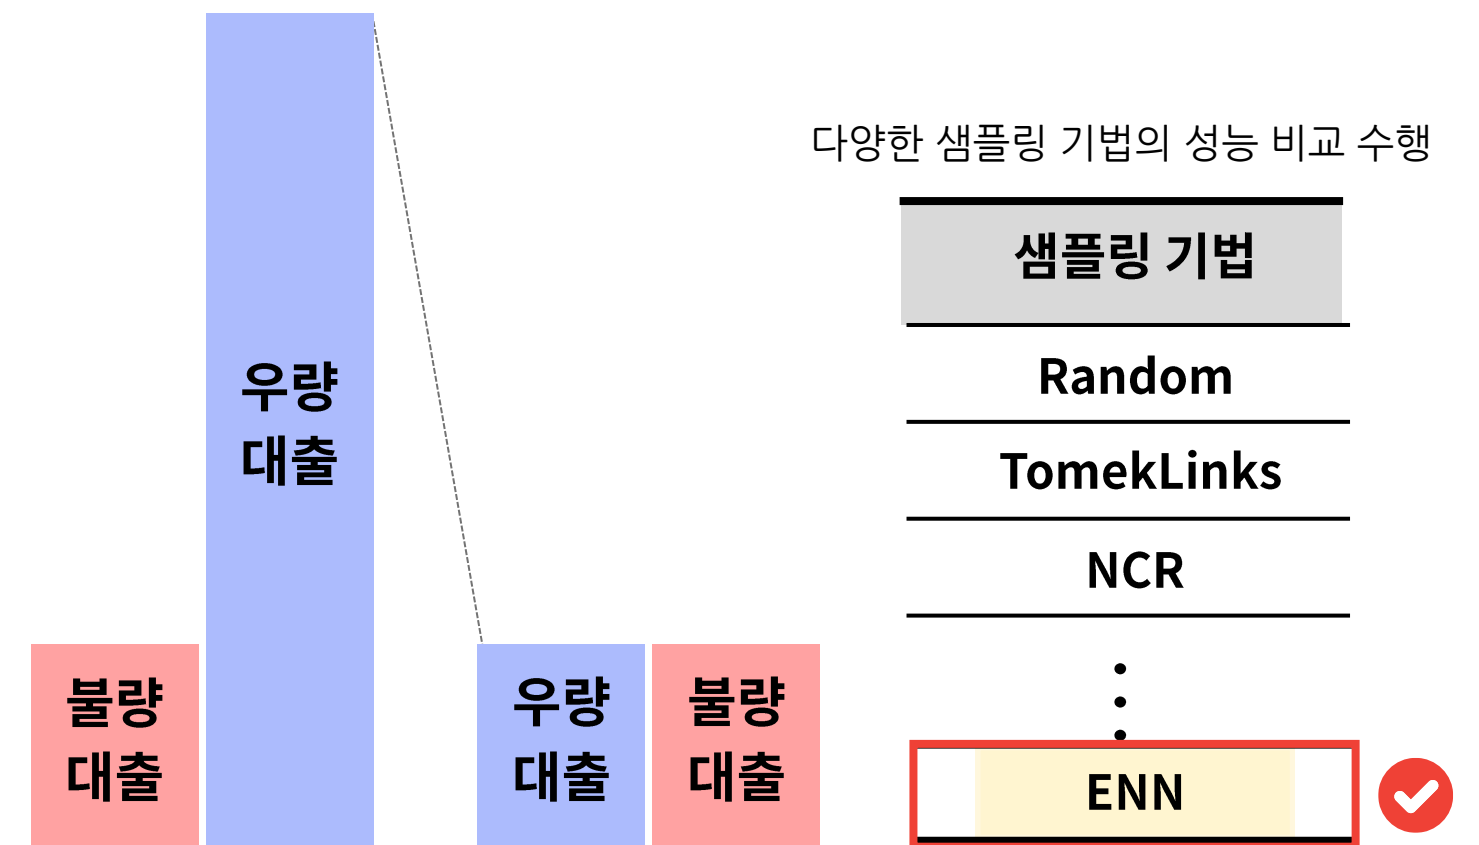 우량
대출
불량
대출
우량
대출
불량
대출
다양한 샘플링 기법의 성능 비교 수행
샘플링 기법
Random
TomekLinks
NCR
ENN